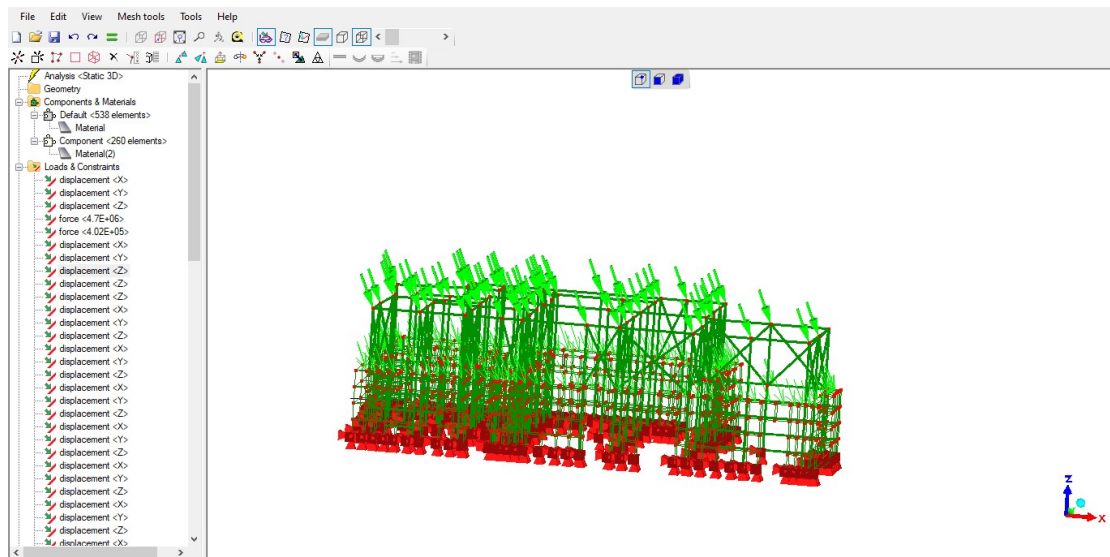 File Edit View Mesh tools Tools Help
Analysis <Static 3D>
Geometry
Components & Materials
Default <538 elements>
Material
Component <260 elements>
Material(2)
Loads & Constraints
displacement <X>
displacement <Y>
displacement <Z>
force <4.7E+06>
force <4.02E+05>
displacement <X>
displacement <Y>
displacement <Z>
displacement <Z>
displacement <Z>
displacement <X>
displacement <Y>
displacement <Z>
displacement <X>
displacement <Y>
displacement <Z>
displacement <X>
displacement <Y>
displacement <Z>
displacement <X>
displacement <Y>
displacement <Z>
displacement <X>
displacement <Y>
displacement <Z>
displacement <X>
displacement <Y>
displacement <Z>
displacement <X>
Z
X